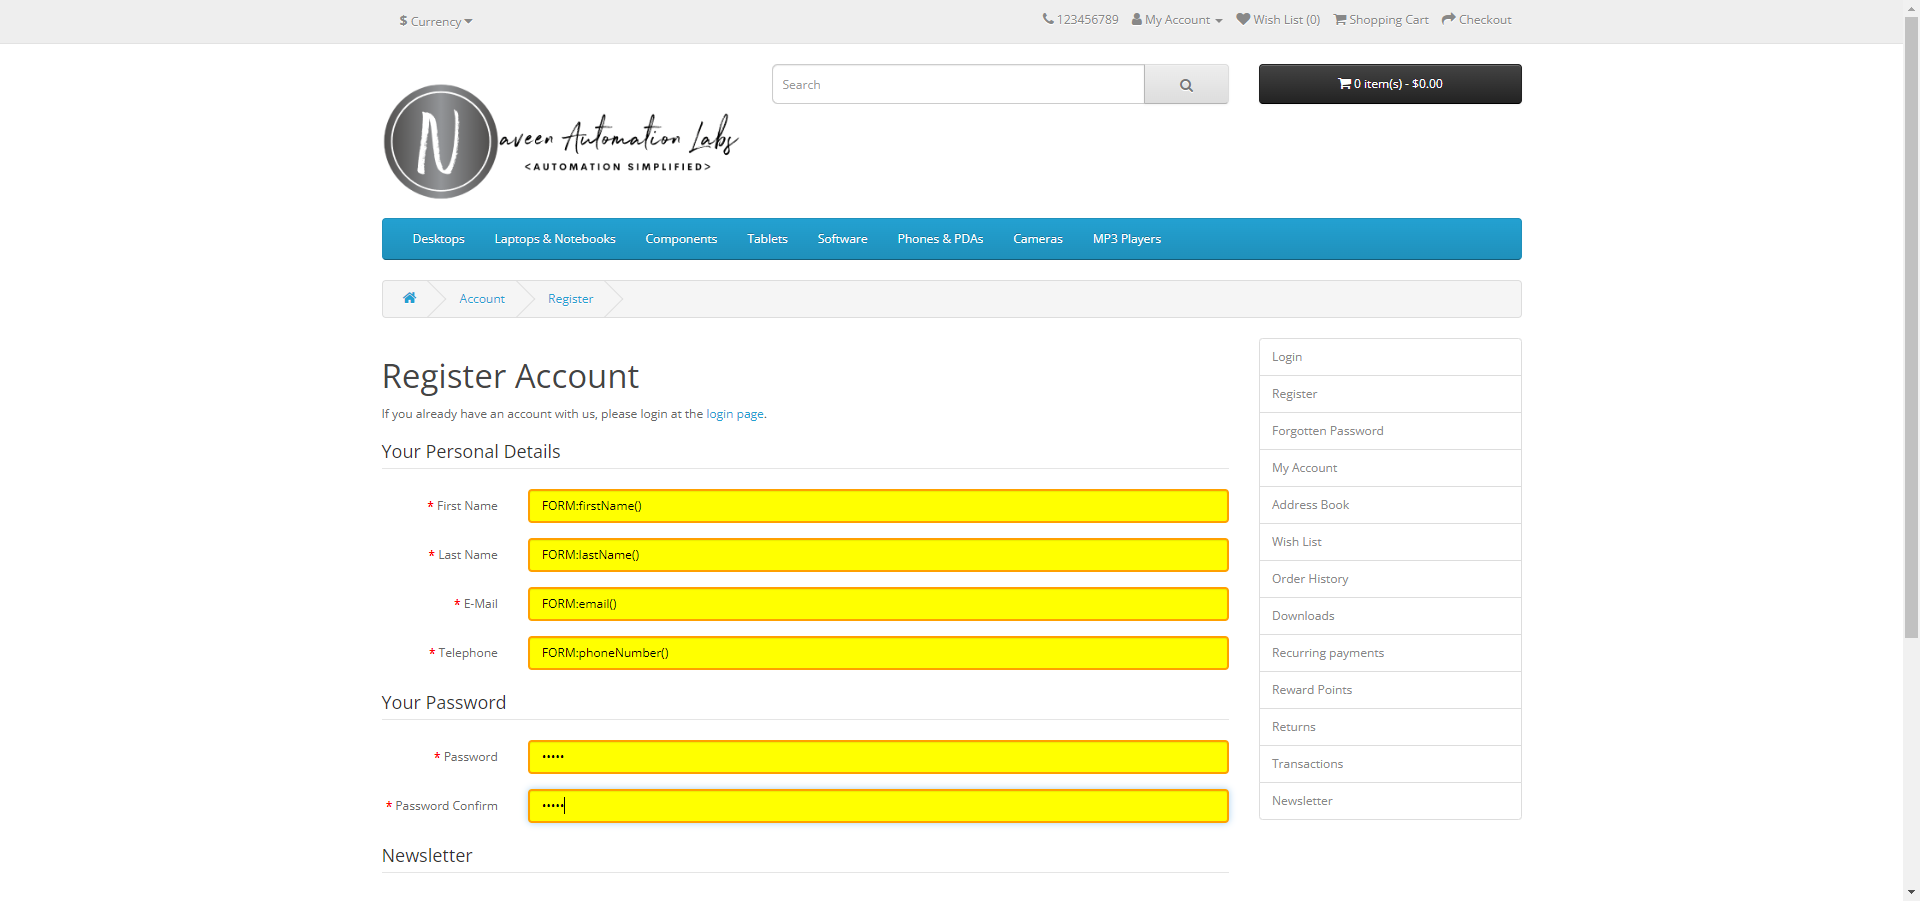 $ Currency
123456789 My Account Wish List (0) Shopping Cart Checkout
Search
0 item(s) - $0.00
N
aveen Automation Labs
<AUTOMATION SIMPLIFIED>
Desktops Laptops & Notebooks Components Tablets Software Phones & PDAs Cameras MP3 Players
Account Register
Register Account
If you already have an account with us, please login at the login page.
Your Personal Details
* First Name FORM:firstName()
* Last Name FORM:lastName()
* E-Mail FORM:email()
* Telephone FORM:phoneNumber()
Your Password
* Password •••••
* Password Confirm •••••
Newsletter
Login
Register
Forgotten Password
My Account
Address Book
Wish List
Order History
Downloads
Recurring payments
Reward Points
Returns
Transactions
Newsletter